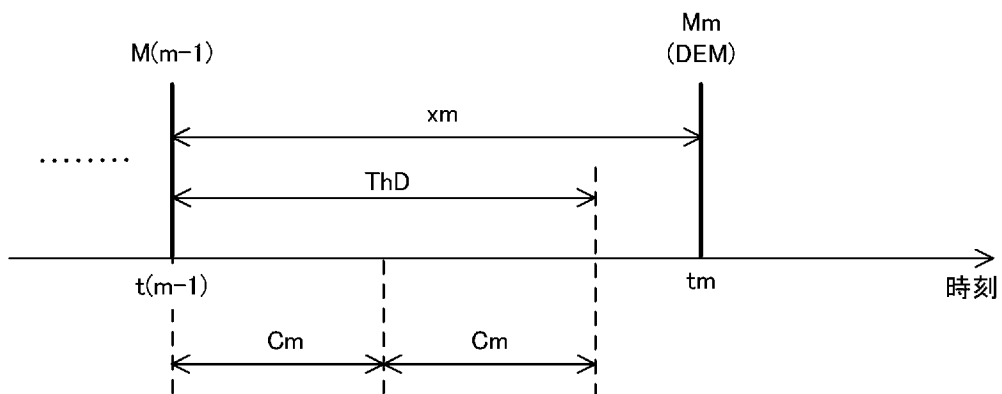 Mm
(DEM)
M(m-1)
xm
........
ThD
t(m-1)
tm
時刻
Cm
Cm